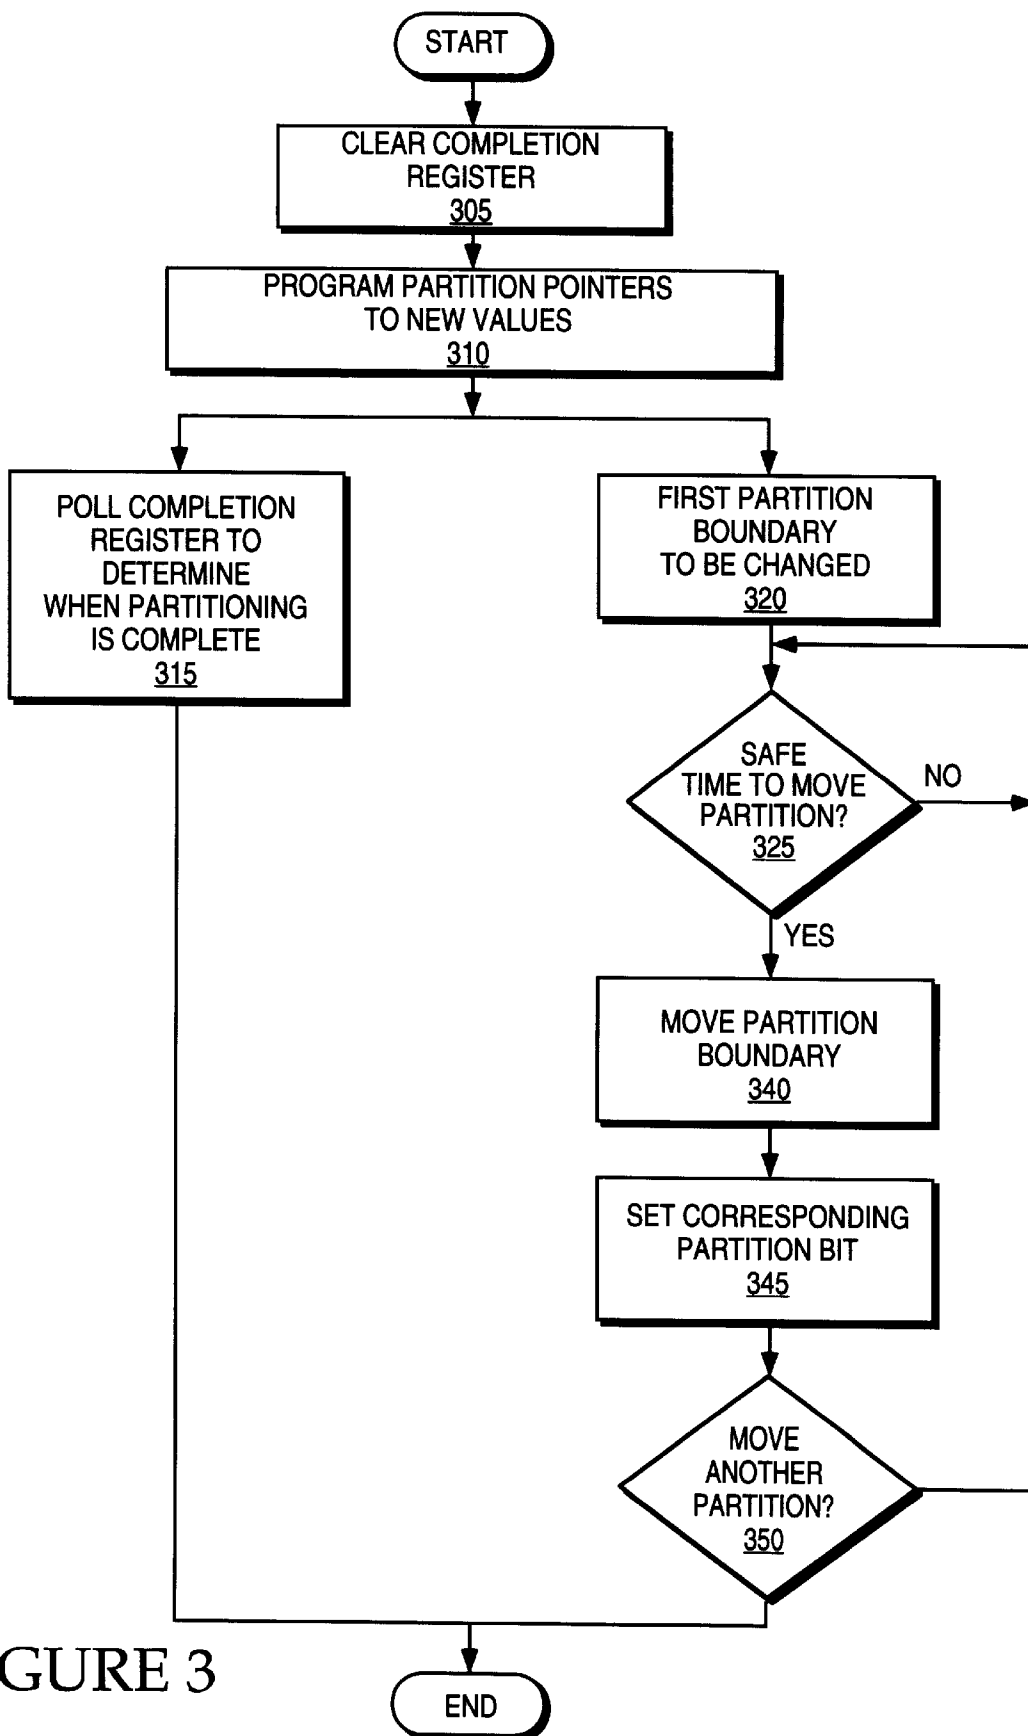 START
CLEAR COMPLETION
REGISTER
305
PROGRAM PARTITION POINTERS
TO NEW VALUES
310
POLL COMPLETION
REGISTER TO
DETERMINE
WHEN PARTITIONING
IS COMPLETE
315
FIRST PARTITION
BOUNDARY
TO BE CHANGED
320
SAFE
TIME TO MOVE
PARTITION?
325
NO
YES
MOVE PARTITION
BOUNDARY
340
SET CORRESPONDING
PARTITION BIT
345
MOVE
ANOTHER
PARTITION?
350
GURE 3
END